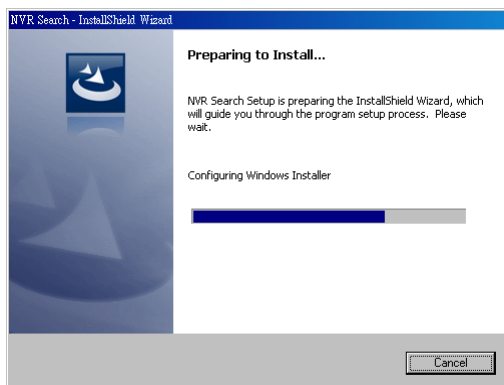 NVR Search - InstallShield Wizard
Preparing to Install...
NVR Search Setup is preparing the InstallShield Wizard, which
will guide you through the program setup process. Please
wait.
Configuring Windows Installer
Cancel